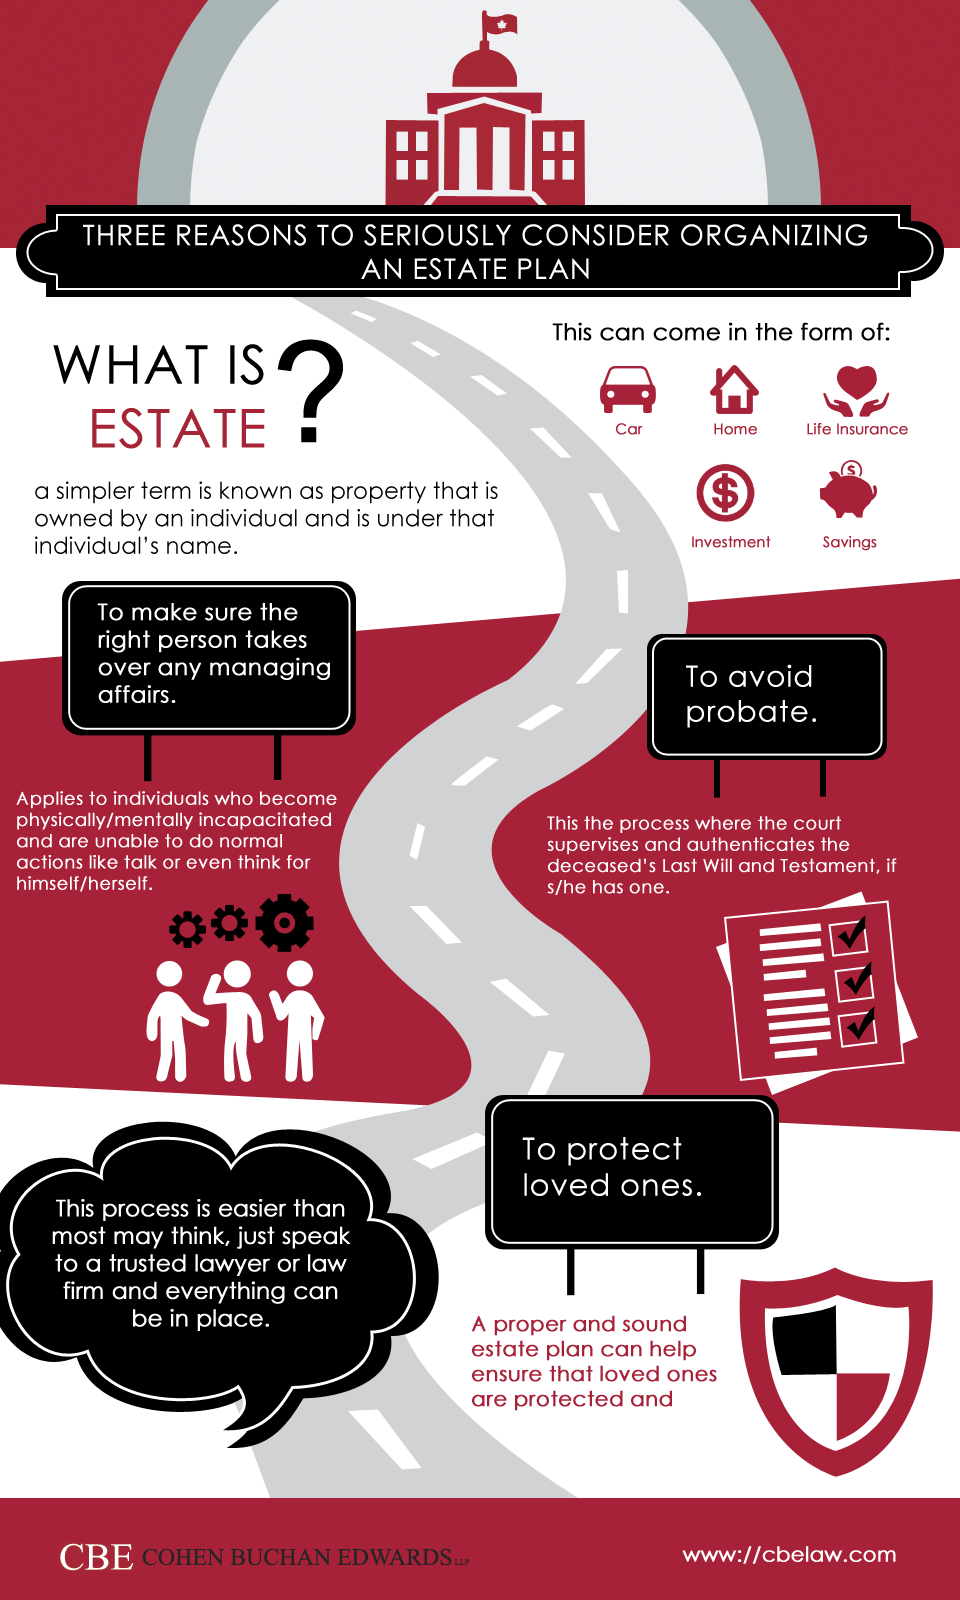 THREE REASONS TO SERIOUSLY CONSIDER ORGANIZING
AN ESTATE PLAN
WHAT IS
ESTATE ?
a simpler term is known as property that is
owned by an individual and is under that
individual's name.
This can come in the form of:
Car
Home
Life Insurance
$
$
Investment
Savings
To make sure the
right person takes
over any managing
affairs.
Applies to individuals who become
physically/mentally incapacitated
and are unable to do normal
actions like talk or even think for
himself/herself.
To avoid
probate.
This the process where the court
supervises and authenticates the
deceased's Last Will and Testament, if
s/he has one.
This process is easier than
most may think, just speak
to a trusted lawyer or law
firm and everything can
be in place.
To protect
loved ones.
A proper and sound
estate plan can help
ensure that loved ones
are protected and
CBE COHEN BUCHAN EDWARDS LLP
www://cbelaw.com